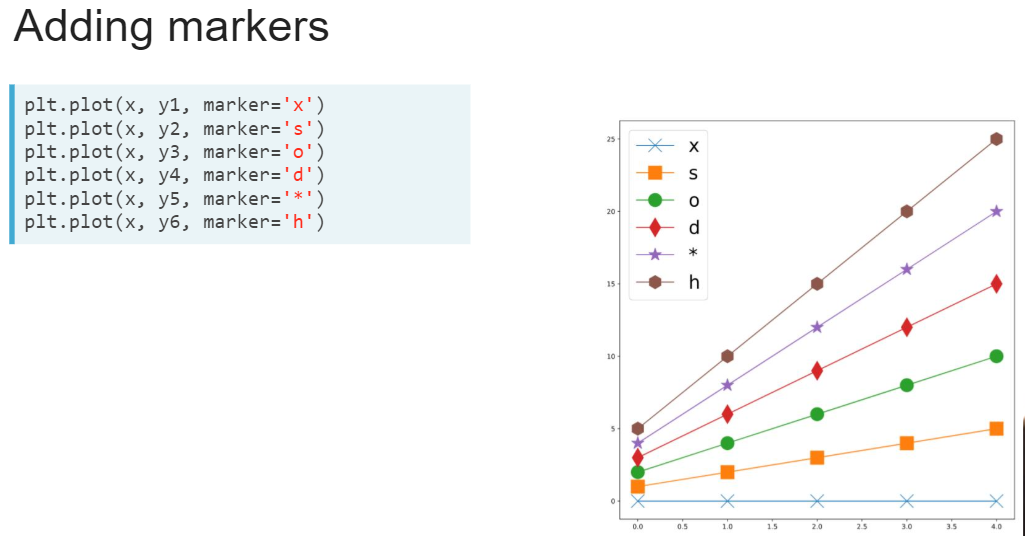 Adding markers
plt.plot(x, y1, marker='x')
plt.plot(x, y2, marker='s')
plt.plot(x, y3, marker='o')
plt.plot(x, y4, marker='d')
plt.plot(x, y5, marker='*')
plt.plot(x, y6, marker='h')
x
s
o
d
*
h
25
20
15
10
5
0
0.0 0.5 1.0 1.5 2.0 2.5 3.0 3.5 4.0